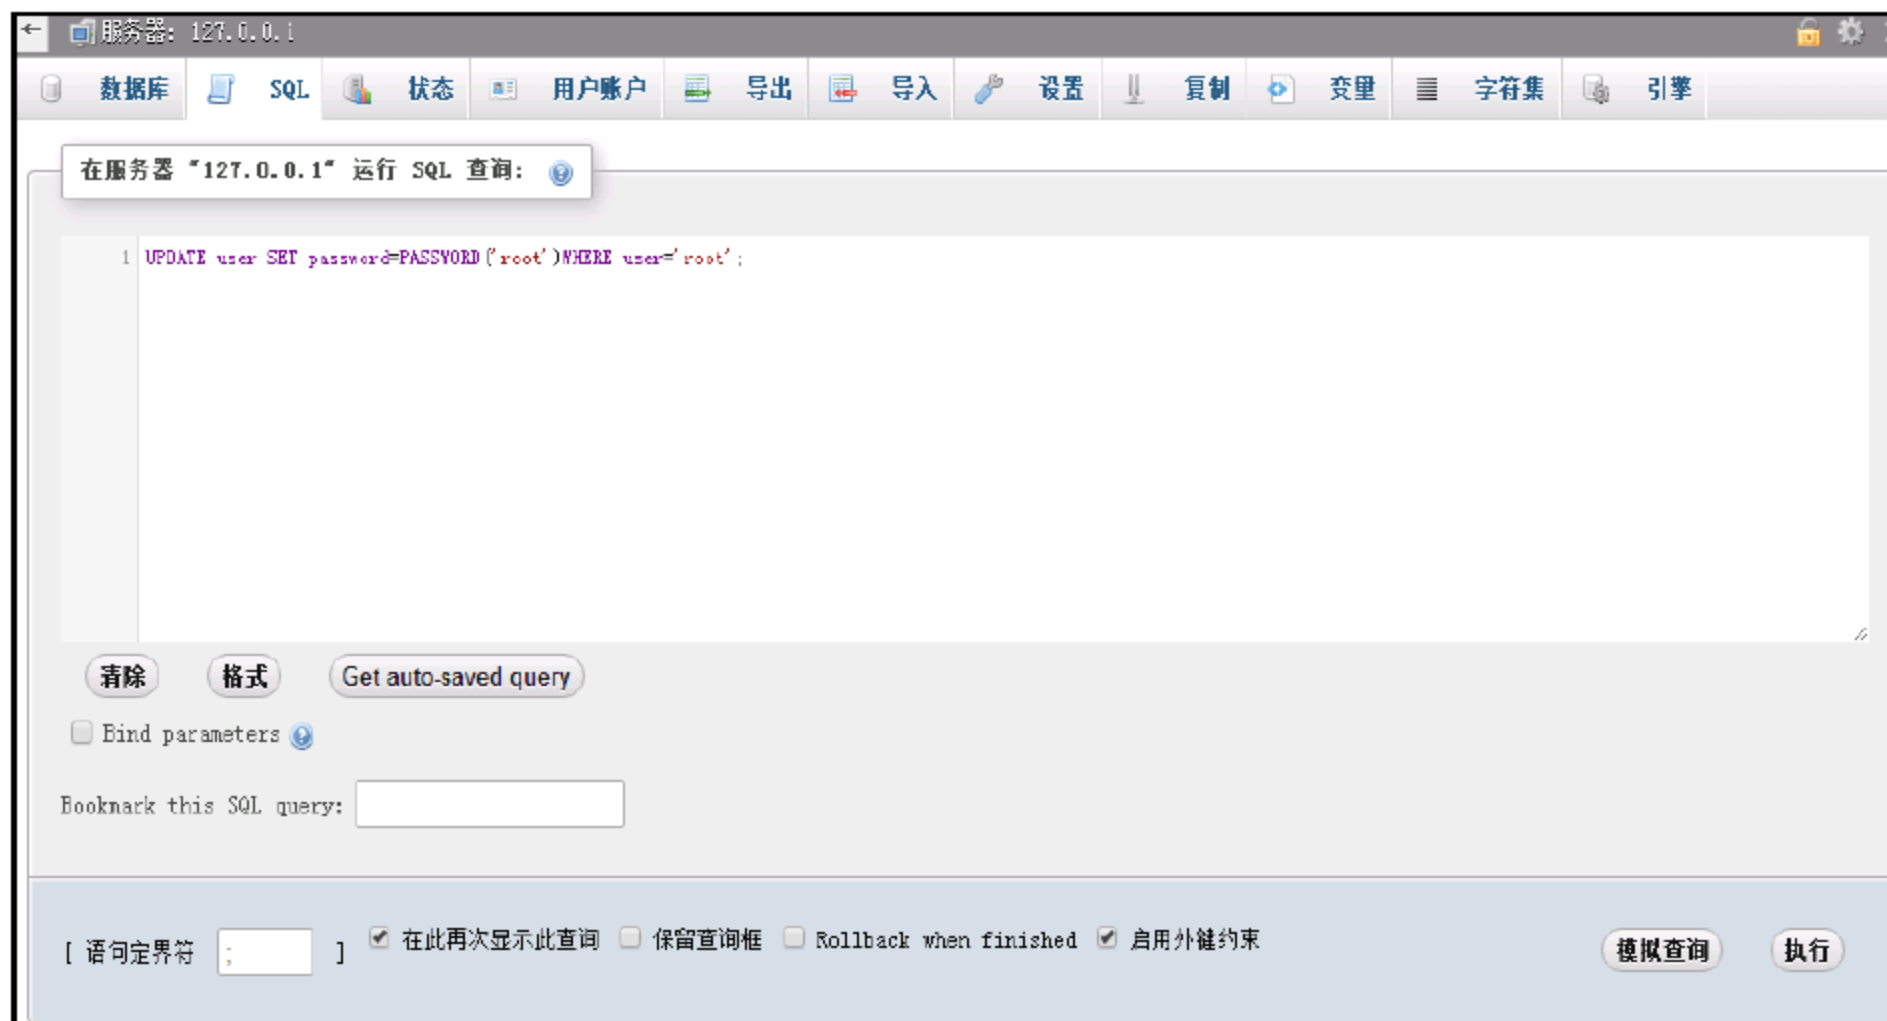 服务器: 127.0.0.1
数据库 SQL 状态 用户账户 导出 导入 设置 复制 变量 字符集 引擎
在服务器 "127.0.0.1" 运行 SQL 查询:
1 UPDATE user SET password=PASSWORD('root')WHERE user='root';
清除 格式 Get auto-saved query
Bind parameters
Bookmark this SQL query:
[ 语句定界符 ; ] 在此再次显示此查询 保留查询框 Rollback when finished 启用外键约束 模拟查询 执行